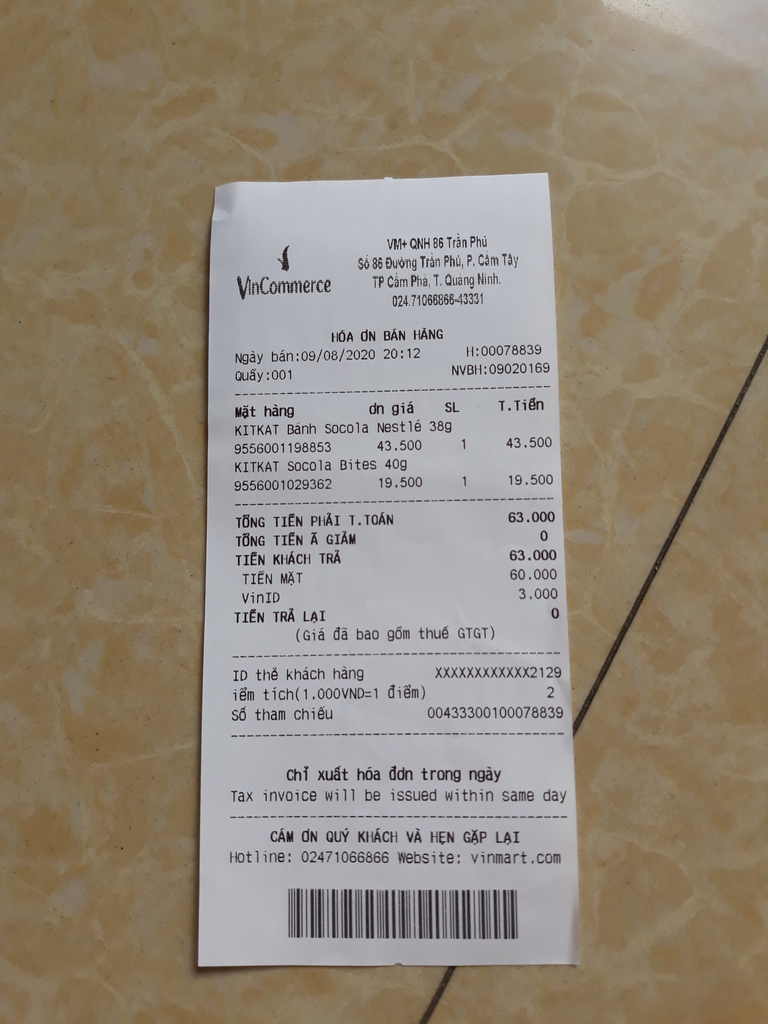 VinCommerce
VM+ QNH 86 Trần Phú
Số 86 Đường Trần Phú, P. Cẩm Tây
TP Cẩm Phả, T. Quảng Ninh.
024.71066866-43331
HÓA ƠN BÁN HÀNG
Ngày bán:09/08/2020 20:12 H:00078839
Quầy:001 NVBH:09020169
Mặt hàng ơn giá SL T.Tiền
KITKAT Bánh Socola Nestlé 38g
9556001198853 43.500 1 43.500
KITKAT Socola Bites 40g
9556001029362 19.500 1 19.500
TỔNG TIỀN PHẢI T.TOÁN 63.000
TỔNG TIỀN Ã GIẢM 0
TIỀN KHÁCH TRẢ 63.000
TIỀN MẶT 60.000
VinID 3.000
TIỀN TRẢ LẠI 0
(Giá đã bao gồm thuế GTGT)
ID thẻ khách hàng XXXXXXXXXXXX2129
iểm tích(1.000VND=1 điểm) 2
Số tham chiếu 00433300100078839
Chỉ xuất hóa đơn trong ngày
Tax invoice will be issued within same day
CÁM ƠN QUÝ KHÁCH VÀ HẸN GẶP LẠI
Hotline: 02471066866 Website: vinmart.com